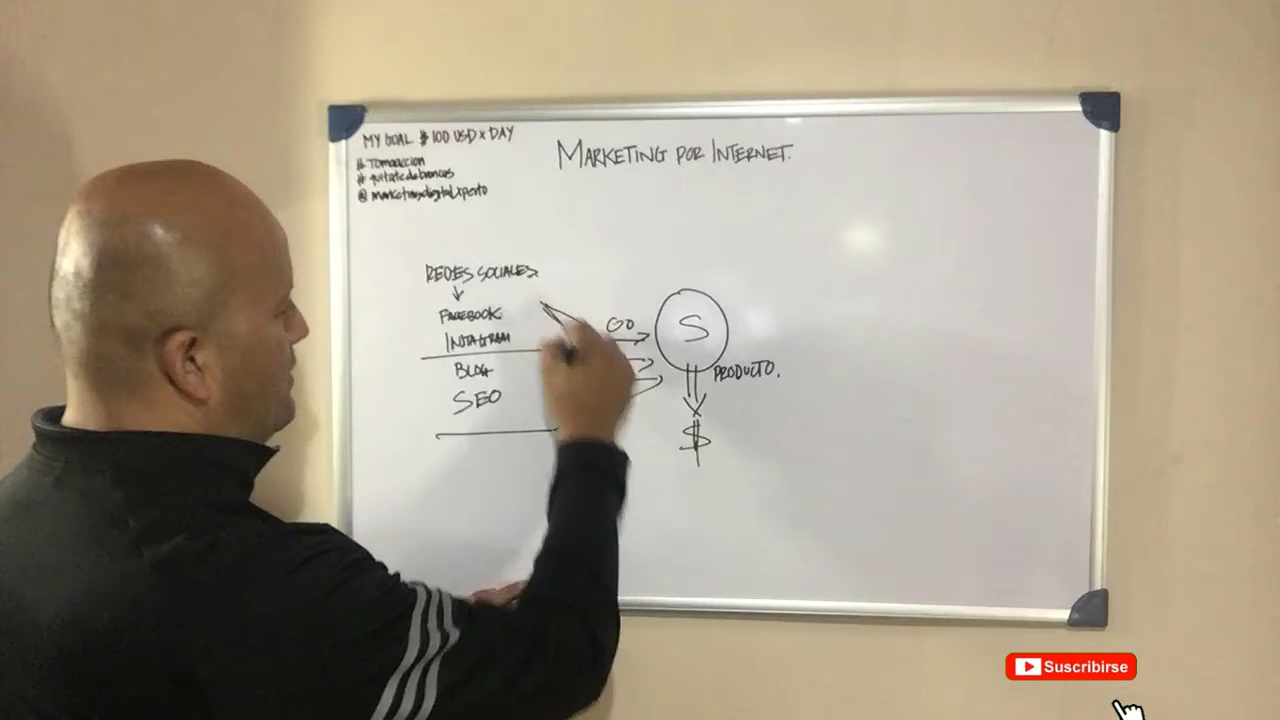 MY GOAL $100 USD x DAY
# Tomaaccion
# quitatedebroncas
@ marketingdigitalxperto
MARKETING POR INTERNET.
REDES SOCIALES.
FACEBOOK.
INSTAGRAM
BLOG
SEO
GO
S
PRODUCTO.
$
Suscribirse